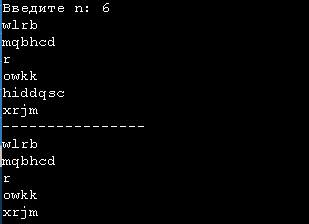 Введите n: 6
wlrb
mqbhcd
r
owkk
hiddqsc
xrjm
----------------
wlrb
mqbhcd
r
owkk
xrjm